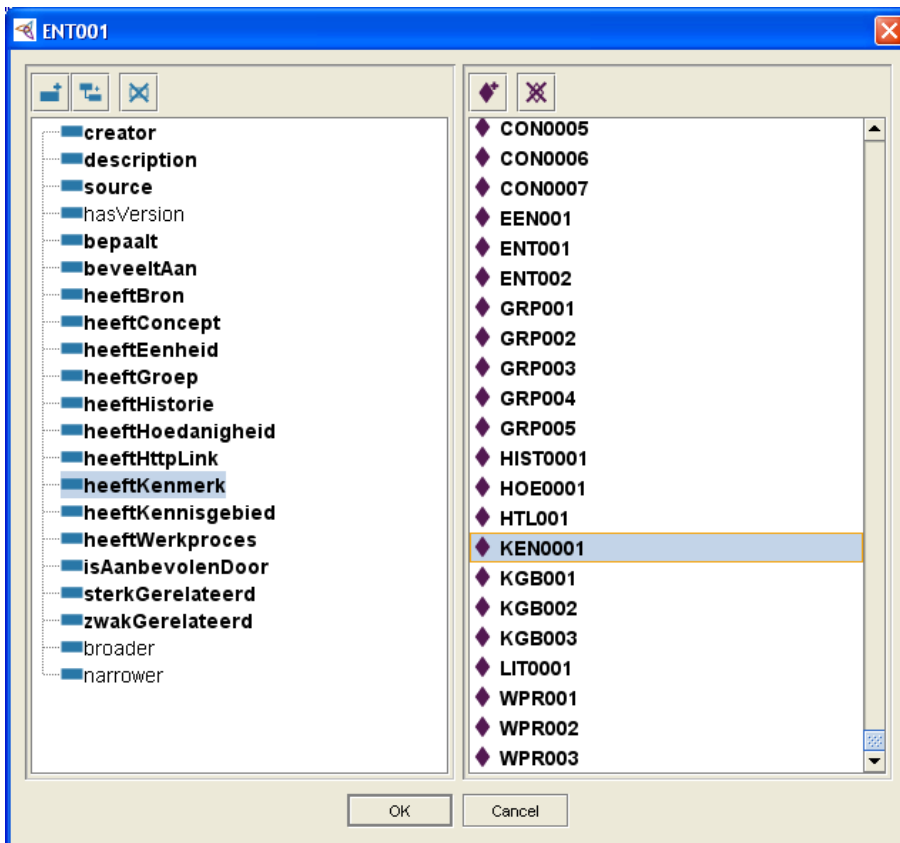 ENT001
creator
description
source
hasVersion
bepaalt
beveeltAan
heeftBron
heeftConcept
heeftEenheid
heeftGroep
heeftHistorie
heeftHoedanigheid
heeftHttpLink
heeftKenmerk
heeftKennisgebied
heeftWerkproces
isAanbevolenDoor
sterkGerelateerd
zwakGerelateerd
broader
narrower
CON0005
CON0006
CON0007
EEN001
ENT001
ENT002
GRP001
GRP002
GRP003
GRP004
GRP005
HIST0001
HOE0001
HTL001
KEN0001
KGB001
KGB002
KGB003
LIT0001
WPR001
WPR002
WPR003
OK
Cancel